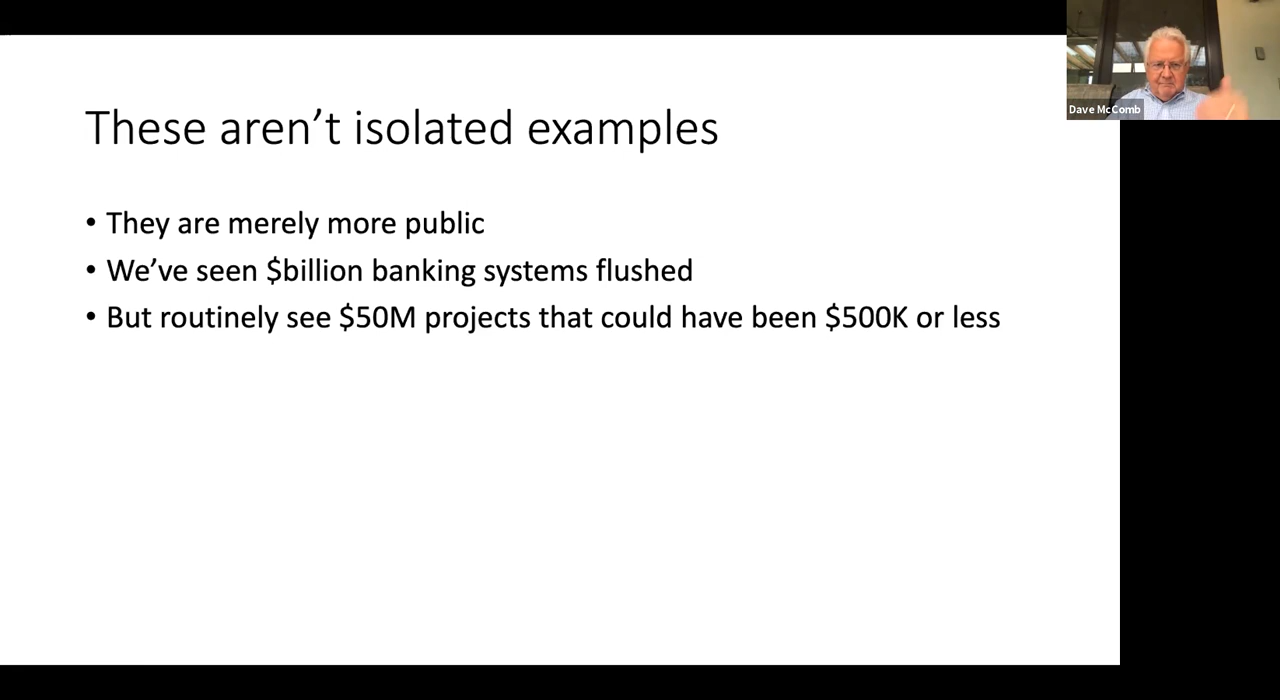 These aren’t isolated examples
• They are merely more public
• We’ve seen $billion banking systems flushed
• But routinely see $50M projects that could have been $500K or less
Dave McComb